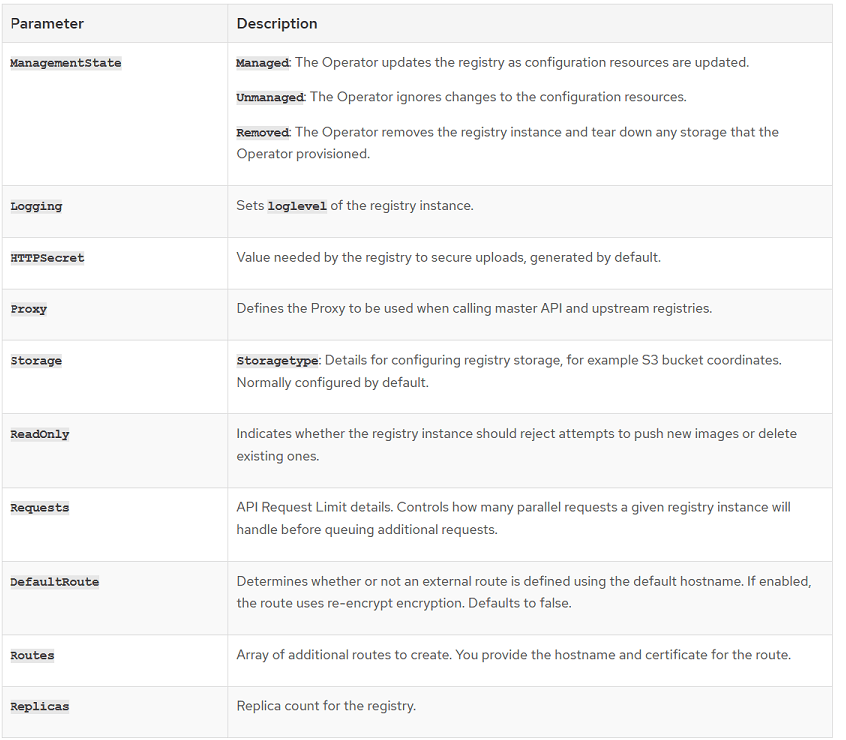 Parameter Description
ManagementState Managed: The Operator updates the registry as configuration resources are updated.
Unmanaged: The Operator ignores changes to the configuration resources.
Removed: The Operator removes the registry instance and tear down any storage that the
Operator provisioned.
Logging Sets loglevel of the registry instance.
HTTPSecret Value needed by the registry to secure uploads, generated by default.
Proxy Defines the Proxy to be used when calling master API and upstream registries.
Storage Storagetype: Details for configuring registry storage, for example S3 bucket coordinates.
Normally configured by default.
ReadOnly Indicates whether the registry instance should reject attempts to push new images or delete
existing ones.
Requests API Request Limit details. Controls how many parallel requests a given registry instance will
handle before queuing additional requests.
DefaultRoute Determines whether or not an external route is defined using the default hostname. If enabled,
the route uses re-encrypt encryption. Defaults to false.
Routes Array of additional routes to create. You provide the hostname and certificate for the route.
Replicas Replica count for the registry.